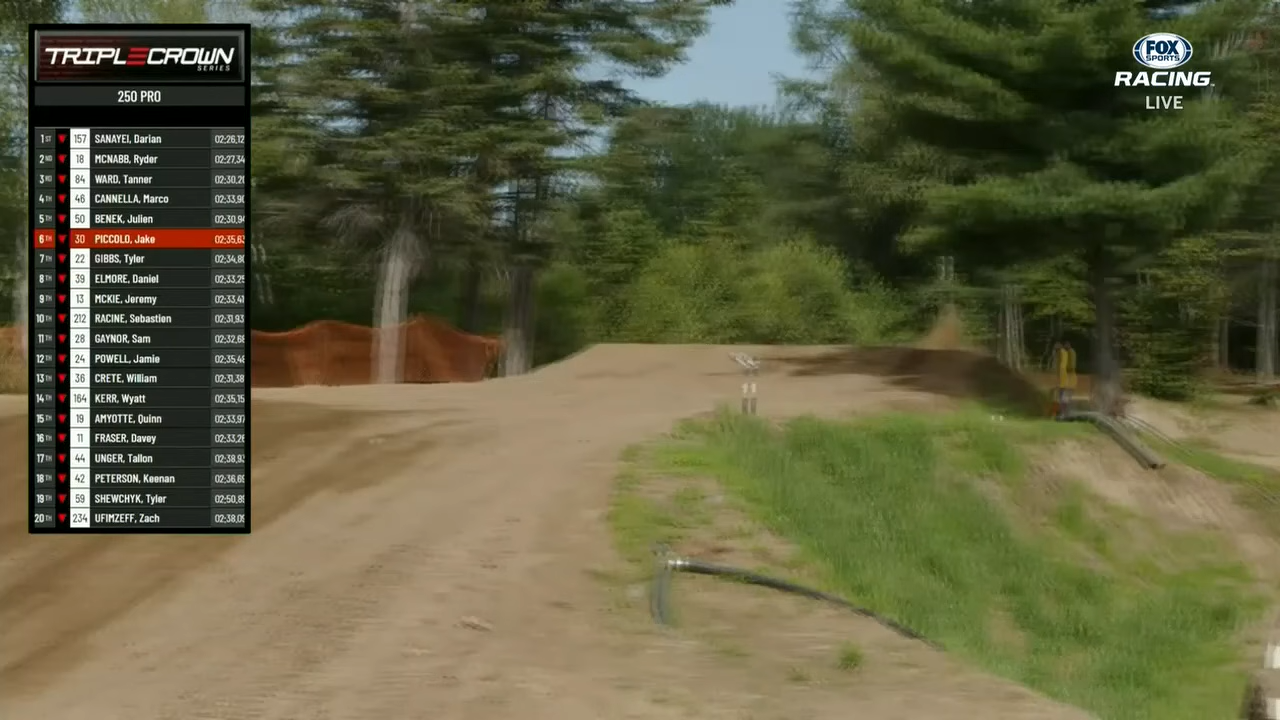 TRIPLE CROWN
SERIES
250 PRO
1ST 157 SANAYEI, Darian 02:26,12
2ND 18 MCNABB, Ryder 02:27,34
3RD 84 WARD, Tanner 02:30,20
4TH 46 CANNELLA, Marco 02:33,90
5TH 50 BENEK, Julien 02:30,94
6TH 30 PICCOLO, Jake 02:35,63
7TH 22 GIBBS, Tyler 02:34,80
8TH 39 ELMORE, Daniel 02:33,25
9TH 13 MCKIE, Jeremy 02:33,41
10TH 212 RACINE, Sebastien 02:31,93
11TH 28 GAYNOR, Sam 02:32,68
12TH 24 POWELL, Jamie 02:35,48
13TH 36 CRETE, William 02:31,38
14TH 164 KERR, Wyatt 02:35,15
15TH 19 AMYOTTE, Quinn 02:33,97
16TH 11 FRASER, Davey 02:33,26
17TH 44 UNGER, Tallon 02:38,93
18TH 42 PETERSON, Keenan 02:36,69
19TH 59 SHEWCHYK, Tyler 02:50,89
20TH 234 UFIMZEFF, Zach 02:38,09
FOX
SPORTS
RACING
LIVE